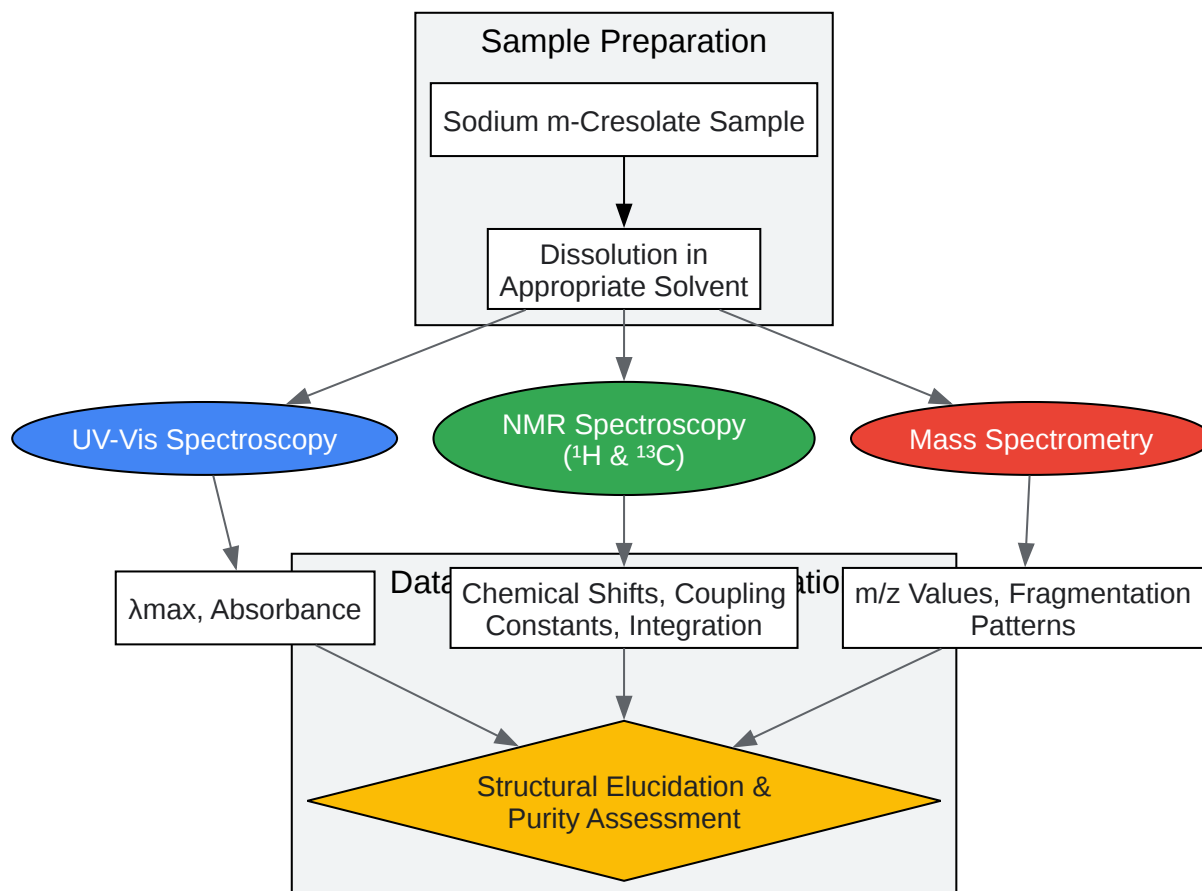 Sample Preparation
Sodium m-Cresolate Sample
Dissolution in
Appropriate Solvent
UV-Vis Spectroscopy
NMR Spectroscopy
(¹H & ¹³C)
Mass Spectrometry
Data
λmax, Absorbance
Chemical Shifts, Coupling
Constants, Integration
m/z Values, Fragmentation
Patterns
Structural Elucidation &
Purity Assessment